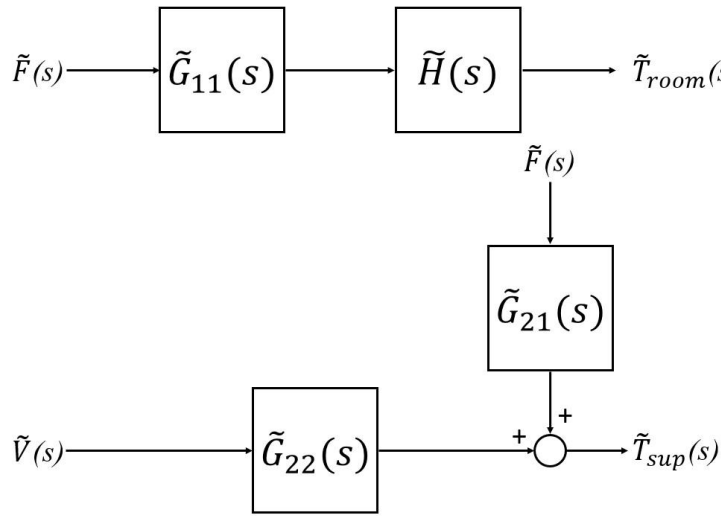 F̃(s) G̃₁₁(s) H̃(s) T̃room(s
F̃(s)
G̃₂₁(s)
+
Ṽ(s) G̃₂₂(s) + T̃sup(s)